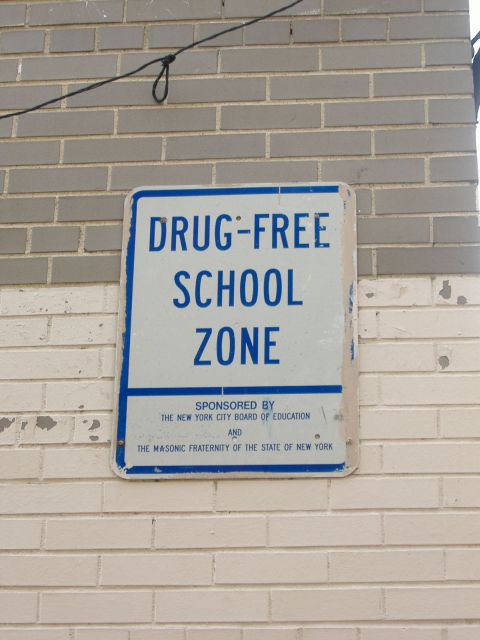 DRUG-FREE
SCHOOL
ZONE
SPONSORED BY
THE NEW YORK CITY BOARD OF EDUCATION
AND
THE MASONIC FRATERNITY OF THE STATE OF NEW YORK